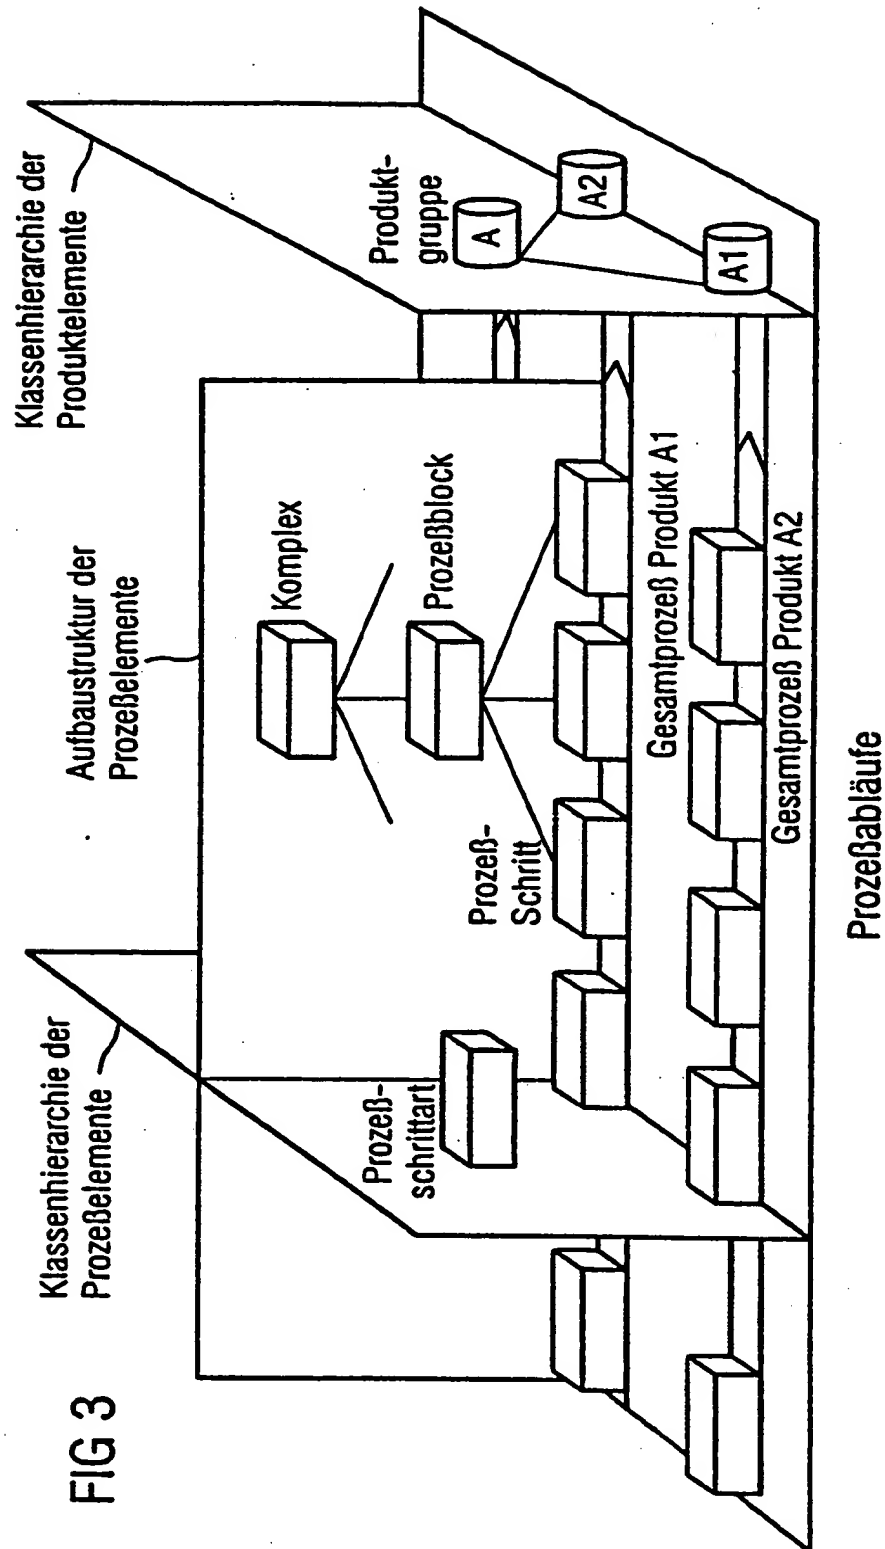 FIG 3
Klassenhierarchie der
Prozeßelemente
Aufbaustruktur der
Prozeßelemente
Klassenhierarchie der
Produktelemente
Komplex
Prozeßblock
Prozeß-
schrittart
Prozeß-
Schritt
Produkt-
gruppe
A
A2
A1
Gesamtprozeß Produkt A1
Gesamtprozeß Produkt A2
Prozeßabläufe